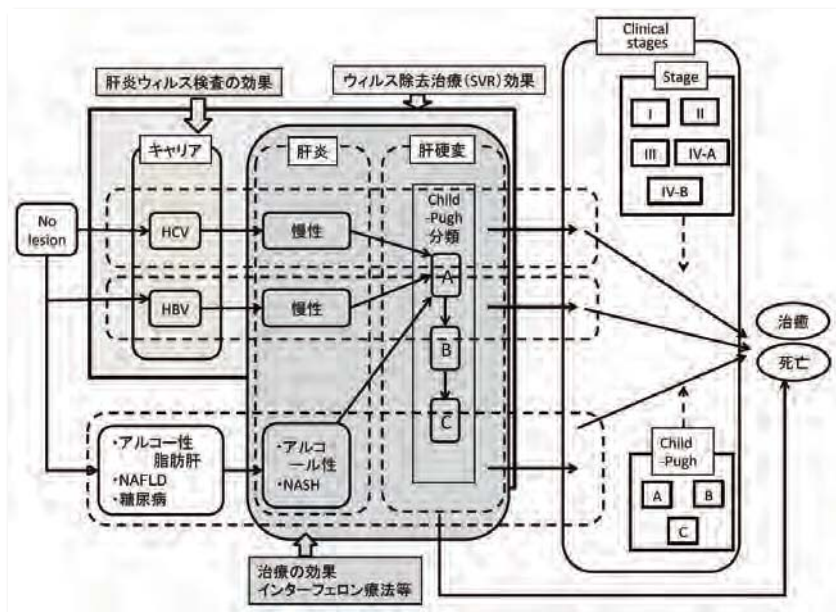 Clinical
stages
肝炎ウィルス検査の効果
ウィルス除去治療(SVR)効果
Stage
I
II
III
IV-A
IV-B
キャリア
肝炎
肝硬変
Child
-Pugh
分類
No
lesion
HCV
慢性
A
HBV
慢性
B
C
治癒
死亡
・アルコー性
脂肪肝
・NAFLD
・糖尿病
・アルコ
ール性
・NASH
Child
-Pugh
A
B
C
治療の効果
インターフェロン療法等